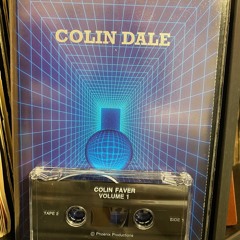 COLIN DALE
COLIN FAVER
VOLUME 1
TAPE 2 SIDE 1
© Phoenix Productions